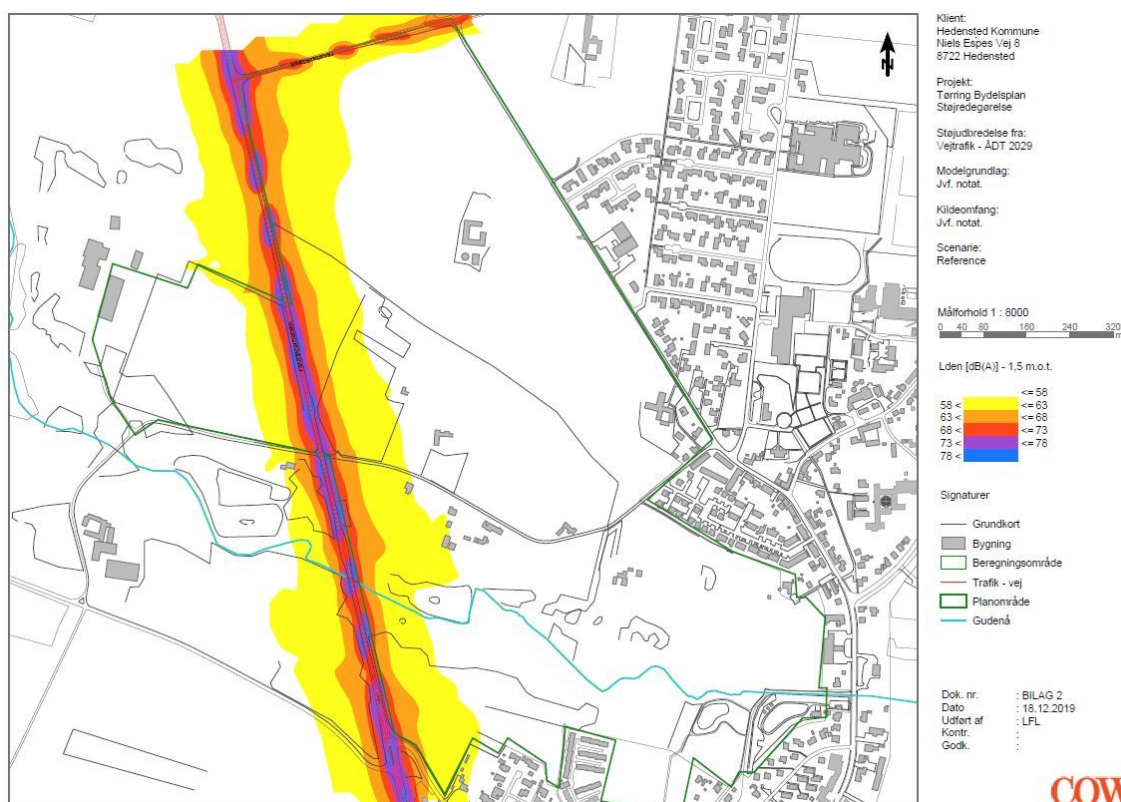 N
Klient:
Hedensted Kommune
Niels Espes Vej 8
8722 Hedensted
Projekt:
Tørring Bydelsplan
Støjredegørelse
Støjudbredelse fra:
Vejtrafik - ÅDT 2029
Modelgrundlag:
Jvf. notat.
Kildeomfang:
Jvf. notat.
Scenarie:
Reference
Målforhold 1 : 8000
0 40 80 160 240 320
m
Lden [dB(A)] - 1,5 m.o.t.
<= 58
58 < <= 63
63 < <= 68
68 < <= 73
73 < <= 78
78 <
Signaturer
Grundkort
Bygning
Beregningsområde
Trafik - vej
Planområde
Gudenå
Dok. nr. : BILAG 2
Dato : 18.12.2019
Udført af : LFL
Kontr. :
Godk. :
COW